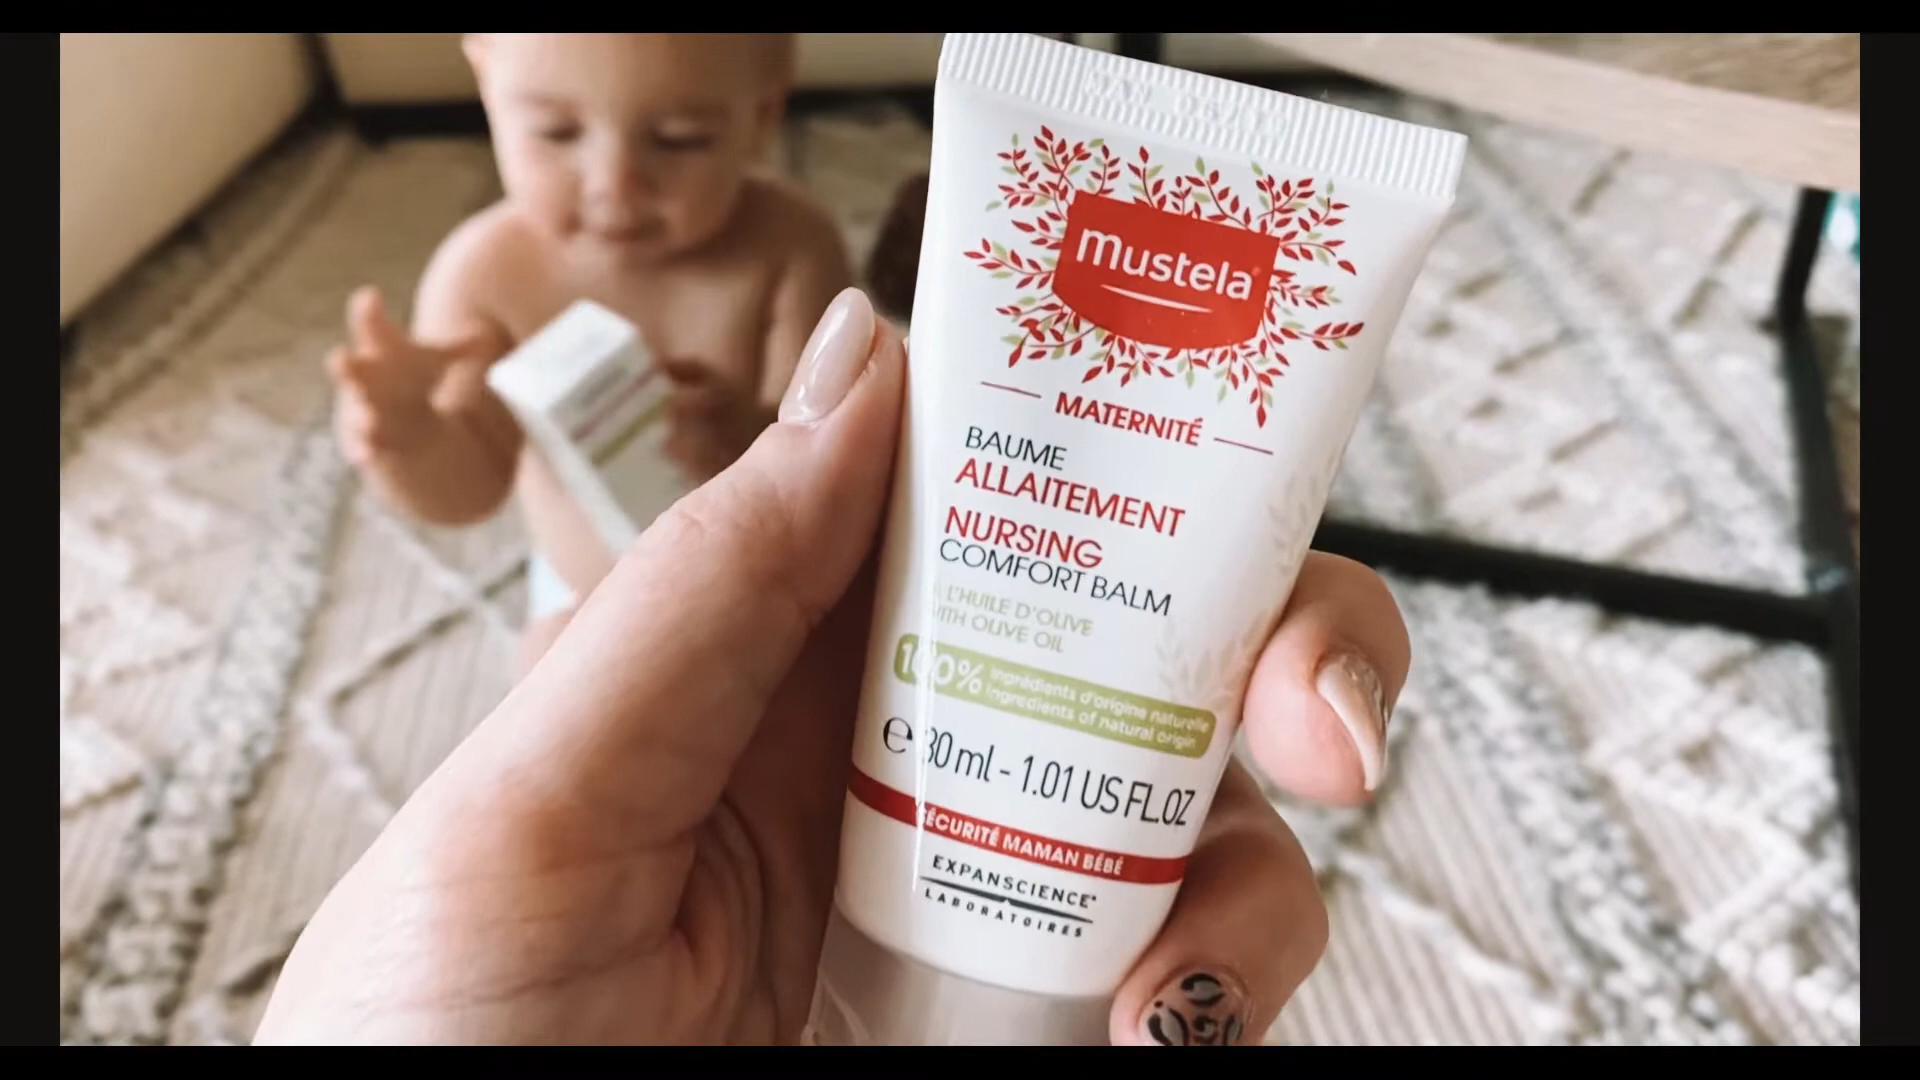 mustela
MATERNITÉ
BAUME
ALLAITEMENT
NURSING
COMFORT BALM
L'HUILE D'OLIVE
WITH OLIVE OIL
100% ingrédients d'origine naturelle
ingredients of natural origin
e 30 ml - 1.01 US FL.OZ
SÉCURITÉ MAMAN BÉBÉ
EXPANSCIENCE
LABORATOIRES